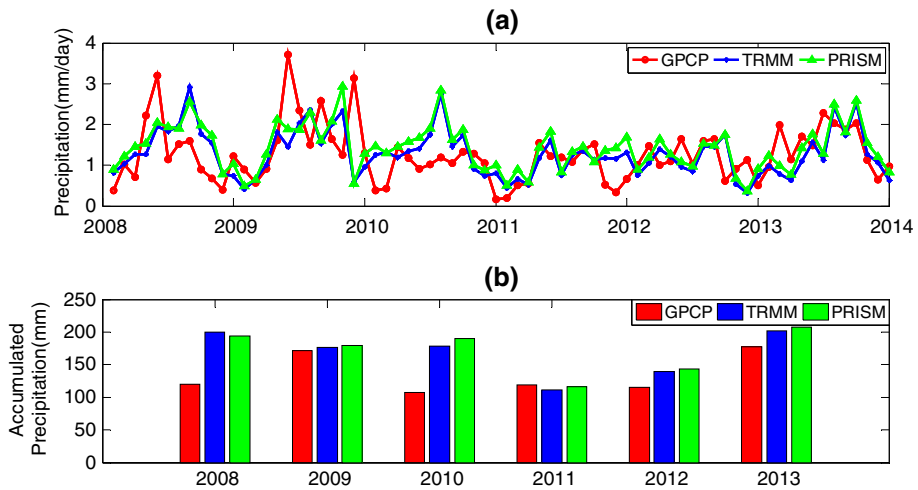 (a)
Precipitation(mm/day)
4
3
2
1
0
GPCP TRMM PRISM
2008 2009 2010 2011 2012 2013 2014
(b)
Accumulated
Precipitation(mm)
250
200
150
100
50
0
GPCP TRMM PRISM
2008 2009 2010 2011 2012 2013